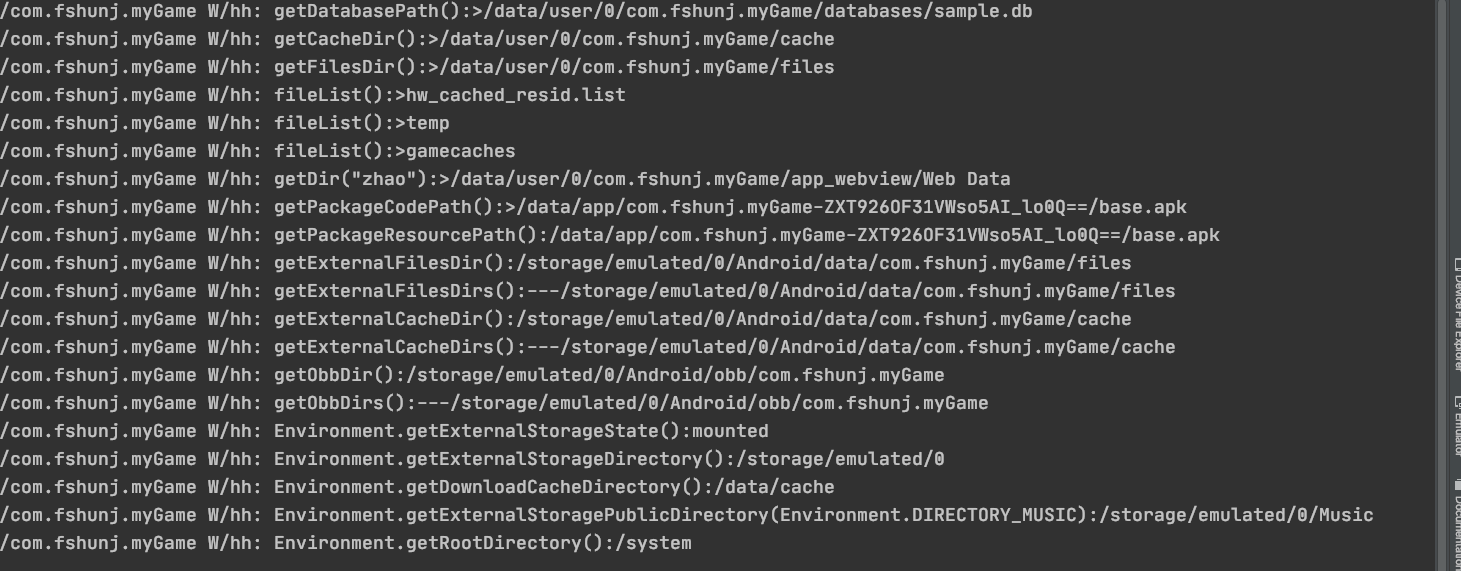 /com.fshunj.myGame W/hh: getDatabasePath():>/data/user/0/com.fshunj.myGame/databases/sample.db
/com.fshunj.myGame W/hh: getCacheDir():>/data/user/0/com.fshunj.myGame/cache
/com.fshunj.myGame W/hh: getFilesDir():>/data/user/0/com.fshunj.myGame/files
/com.fshunj.myGame W/hh: fileList():>hw_cached_resid.list
/com.fshunj.myGame W/hh: fileList():>temp
/com.fshunj.myGame W/hh: fileList():>gamecaches
/com.fshunj.myGame W/hh: getDir("zhao"):>/data/user/0/com.fshunj.myGame/app_webview/Web Data
/com.fshunj.myGame W/hh: getPackageCodePath():>/data/app/com.fshunj.myGame-ZXT926OF31VWso5AI_lo0Q==/base.apk
/com.fshunj.myGame W/hh: getPackageResourcePath():/data/app/com.fshunj.myGame-ZXT926OF31VWso5AI_lo0Q==/base.apk
/com.fshunj.myGame W/hh: getExternalFilesDir():/storage/emulated/0/Android/data/com.fshunj.myGame/files
/com.fshunj.myGame W/hh: getExternalFilesDirs():---/storage/emulated/0/Android/data/com.fshunj.myGame/files
/com.fshunj.myGame W/hh: getExternalCacheDir():/storage/emulated/0/Android/data/com.fshunj.myGame/cache
/com.fshunj.myGame W/hh: getExternalCacheDirs():---/storage/emulated/0/Android/data/com.fshunj.myGame/cache
/com.fshunj.myGame W/hh: getObbDir():/storage/emulated/0/Android/obb/com.fshunj.myGame
/com.fshunj.myGame W/hh: getObbDirs():---/storage/emulated/0/Android/obb/com.fshunj.myGame
/com.fshunj.myGame W/hh: Environment.getExternalStorageState():mounted
/com.fshunj.myGame W/hh: Environment.getExternalStorageDirectory():/storage/emulated/0
/com.fshunj.myGame W/hh: Environment.getDownloadCacheDirectory():/data/cache
/com.fshunj.myGame W/hh: Environment.getExternalStoragePublicDirectory(Environment.DIRECTORY_MUSIC):/storage/emulated/0/Music
/com.fshunj.myGame W/hh: Environment.getRootDirectory():/system
Device File Explorer
Emulator